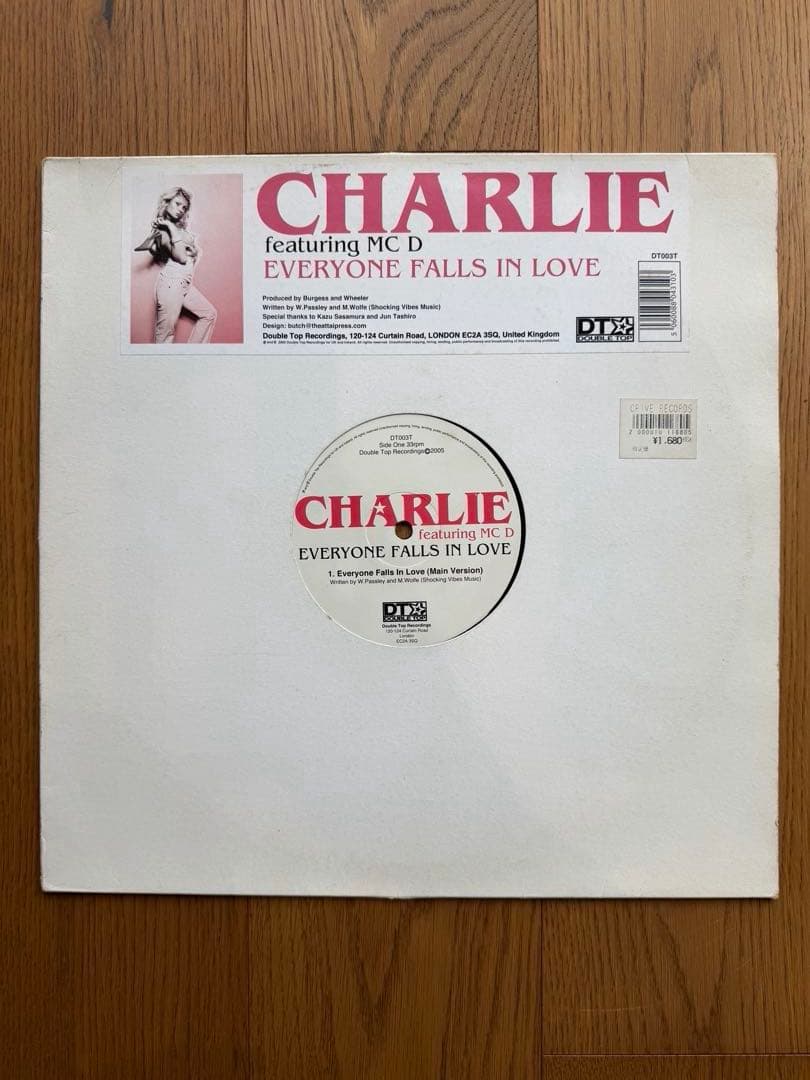 CHARLIE
featuring MC D
EVERYONE FALLS IN LOVE
DT003T
Produced by Burgess and Wheeler
Written by W.Passley and M.Wolfe (Shocking Vibes Music)
Special thanks to Kazu Sasamura and Jun Tashiro
Design: butch@theattaipress.com
Double Top Recordings, 120-124 Curtain Road, LONDON EC2A 3SQ, United Kingdom
DT
DOUBLE TOP
5 060088 043103
RECORDS
¥1,680
DT003T
Side One 33rpm
Double Top Recordings©2005
CHARLIE
featuring MC D
EVERYONE FALLS IN LOVE
1. Everyone Falls In Love (Main Version)
Written by W.Passley and M.Wolfe (Shocking Vibes Music)
DT
DOUBLE TOP
Double Top Recordings
120-124 Curtain Road
London
EC2A 3SQ